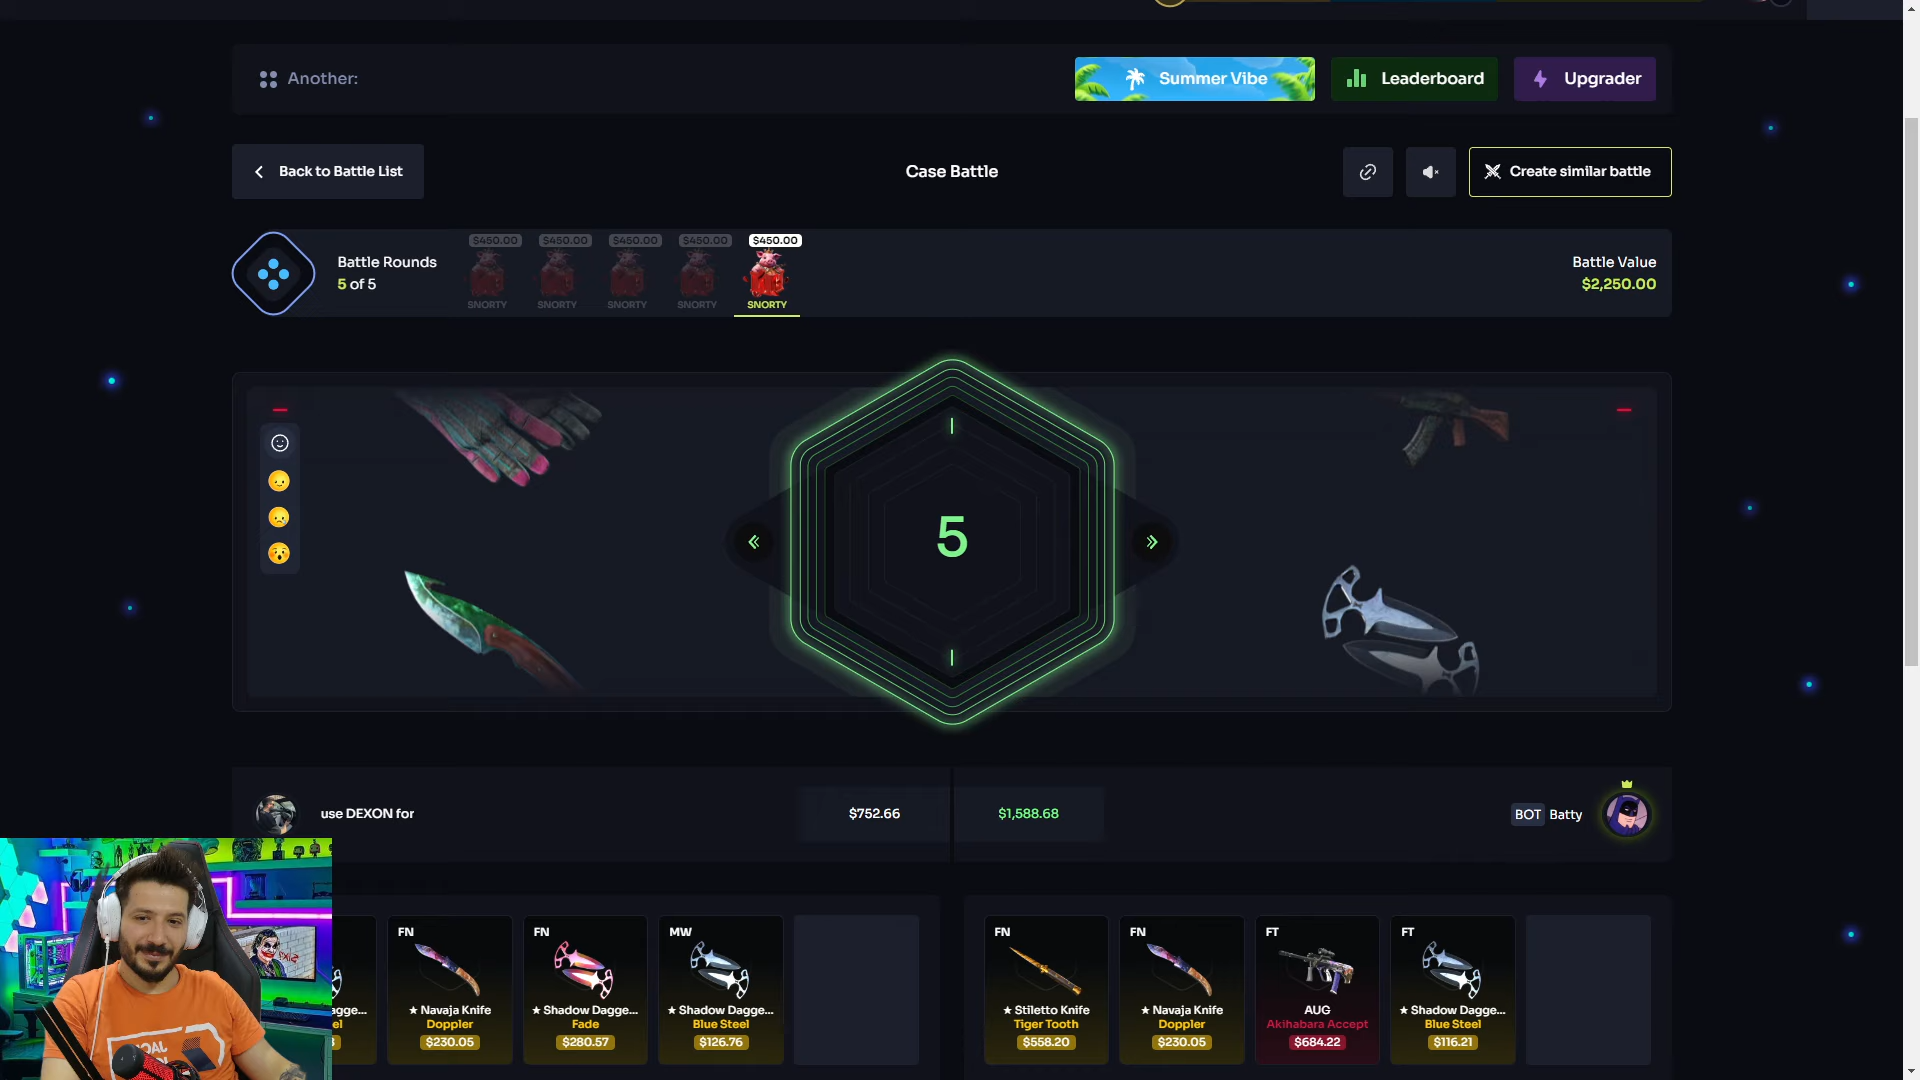 Another:
Summer Vibe
Leaderboard
Upgrader
Back to Battle List
Case Battle
Create similar battle
$450.00
$450.00
$450.00
$450.00
$450.00
Battle Rounds
5 of 5
SNORTY
SNORTY
SNORTY
SNORTY
SNORTY
Battle Value
$2,250.00
5
use DEXON for
$752.66
$1,588.68
BOT Batty
FN
★ Navaja Knife
Doppler
$230.05
FN
★ Shadow Dagge...
Fade
$280.57
MW
★ Shadow Dagge...
Blue Steel
$126.76
FN
★ Stiletto Knife
Tiger Tooth
$558.20
FN
★ Navaja Knife
Doppler
$230.05
FT
AUG
Akihabara Accept
$684.22
FT
★ Shadow Dagge...
Blue Steel
$116.21